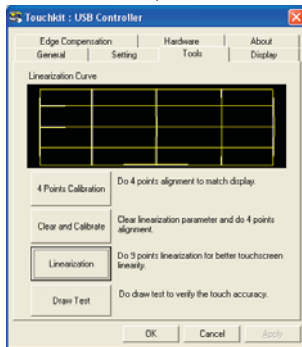 Touchkit : USB Controller
Edge Compensation Hardware About
General Setting Tools Display
Linearization Curve
4 Points Calibration
Do 4 points alignment to match display.
Clear and Calibrate
Clear linearization parameter and do 4 points
alignment.
Linearization
Do 9 points linearization for better touchscreen
linearity.
Draw Test
Do draw test to verify the touch accuracy.
OK Cancel Apply